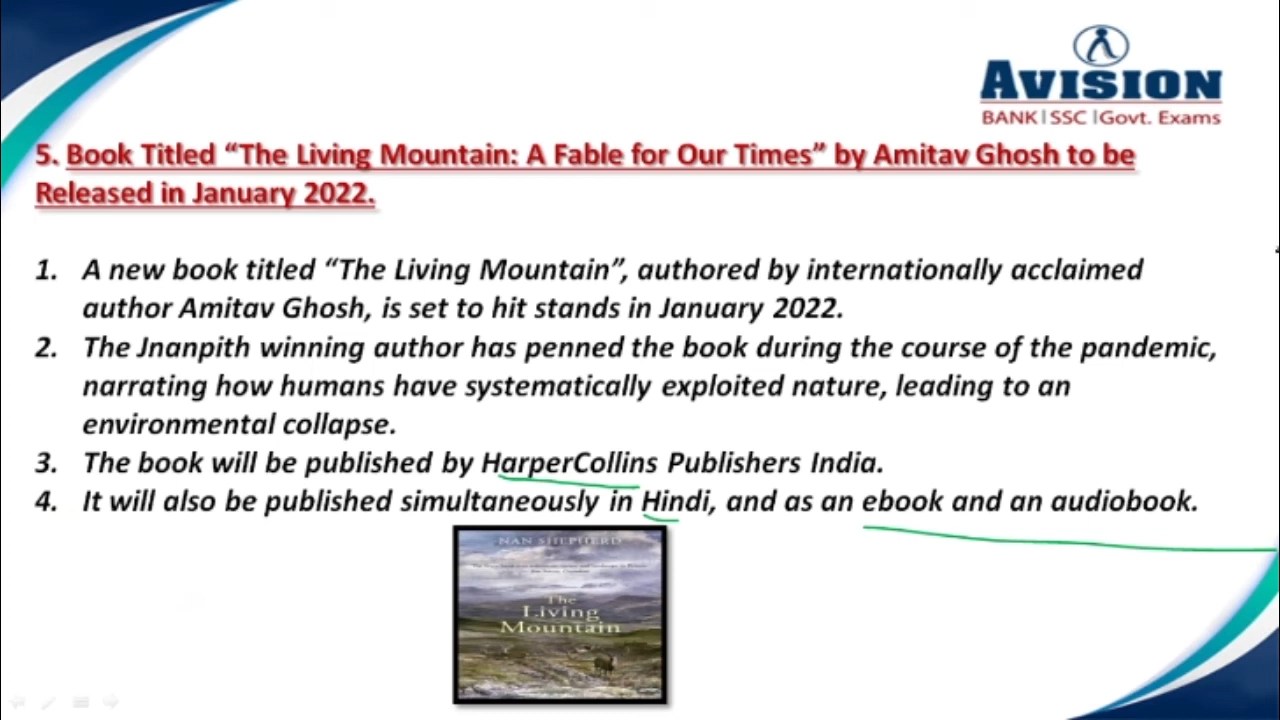 AVISION
BANK | SSC | Govt. Exams
5. Book Titled “The Living Mountain: A Fable for Our Times” by Amitav Ghosh to be
Released in January 2022.
1. A new book titled “The Living Mountain”, authored by internationally acclaimed
author Amitav Ghosh, is set to hit stands in January 2022.
2. The Jnanpith winning author has penned the book during the course of the pandemic,
narrating how humans have systematically exploited nature, leading to an
environmental collapse.
3. The book will be published by HarperCollins Publishers India.
4. It will also be published simultaneously in Hindi, and as an ebook and an audiobook.
NAN SHEPHERD
The
Living
Mountain